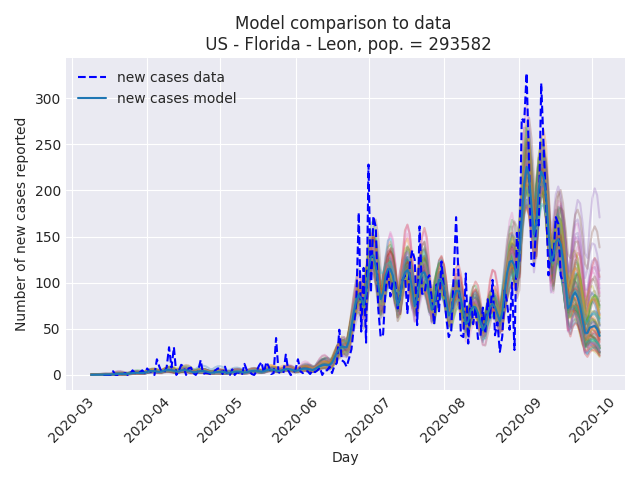 Model comparison to data
US - Florida - Leon, pop. = 293582
new cases data
new cases model
Number of new cases reported
300
250
200
150
100
50
0
2020-03
2020-04
2020-05
2020-06
2020-07
2020-08
2020-09
2020-10
Day